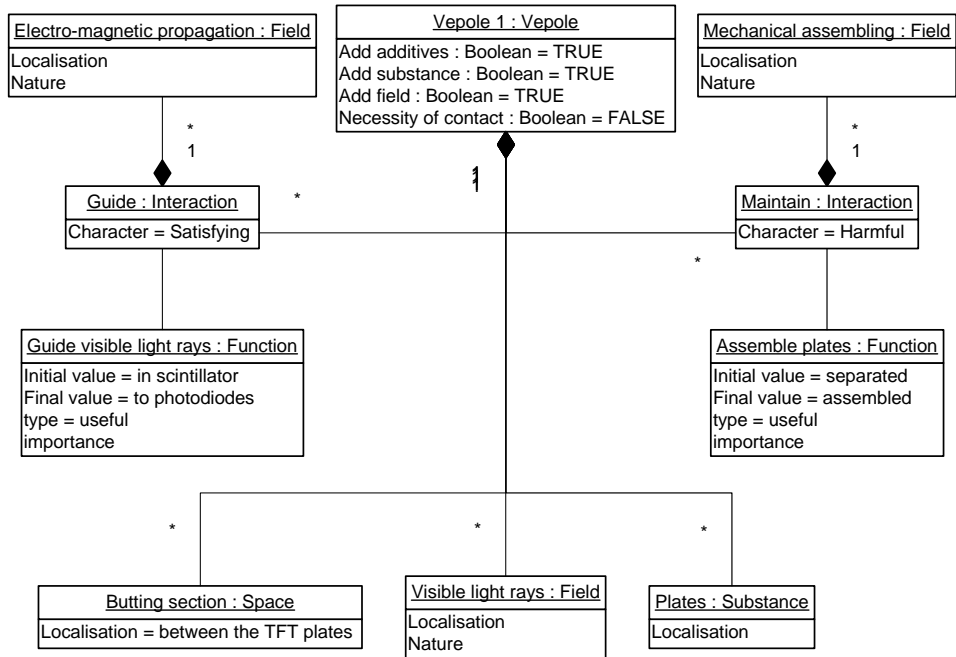 Electro-magnetic propagation : Field
Localisation
Nature
Vepole 1 : Vepole
Add additives : Boolean = TRUE
Add substance : Boolean = TRUE
Add field : Boolean = TRUE
Necessity of contact : Boolean = FALSE
Mechanical assembling : Field
Localisation
Nature
*
1
1
1
*
1
Guide : Interaction
Character = Satisfying
*
*
Maintain : Interaction
Character = Harmful
Guide visible light rays : Function
Initial value = in scintillator
Final value = to photodiodes
type = useful
importance
Assemble plates : Function
Initial value = separated
Final value = assembled
type = useful
importance
*
*
*
Butting section : Space
Localisation = between the TFT plates
Visible light rays : Field
Localisation
Nature
Plates : Substance
Localisation